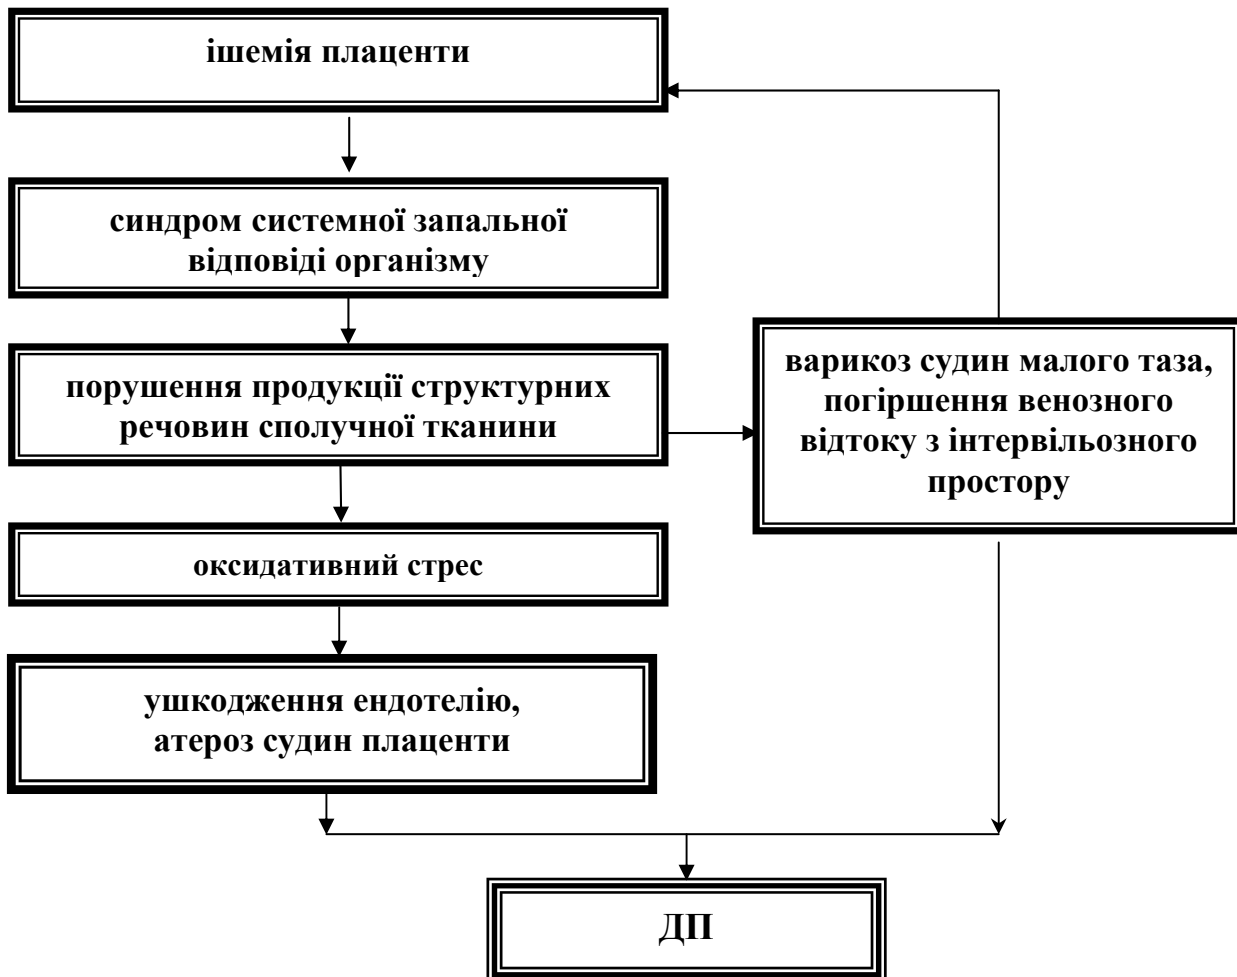 ішемія плаценти
синдром системної запальної
відповіді організму
порушення продукції структурних
речовин сполучної тканини
варикоз судин малого таза,
погіршення венозного
відтоку з інтервільозного
простору
оксидативний стрес
ушкодження ендотелію,
атероз судин плаценти
ДП